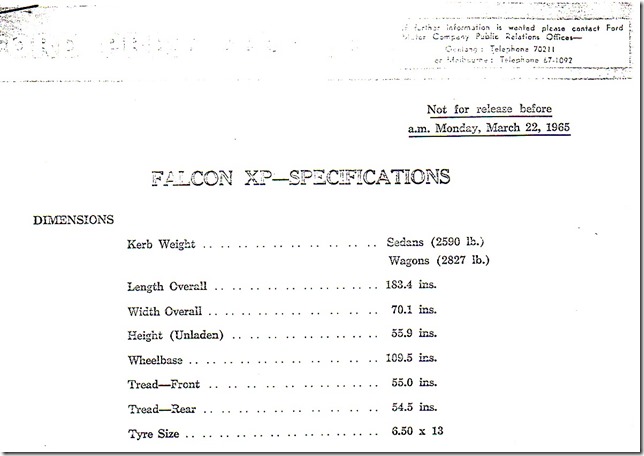 If further information is wanted please contact Ford
Motor Company Public Relations Offices—
Geelong: Telephone 70211
or Melbourne: Telephone 67-1092
Not for release before
a.m. Monday, March 22, 1965
FALCON XP—SPECIFICATIONS
DIMENSIONS
Kerb Weight .. .. .. .. .. .. .. .. .. .. Sedans (2590 lb.)
Wagons (2827 lb.)
Length Overall .. .. .. .. .. .. .. .. .. 183.4 ins.
Width Overall .. .. .. .. .. .. .. .. .. 70.1 ins.
Height (Unladen) .. .. .. .. .. .. .. .. 55.9 ins.
Wheelbase .. .. .. .. .. .. .. .. .. .. 109.5 ins.
Tread—Front .. .. .. .. .. .. .. .. .. 55.0 ins.
Tread—Rear .. .. .. .. .. .. .. .. .. 54.5 ins.
Tyre Size .. .. .. .. .. .. .. .. .. .. 6.50 x 13